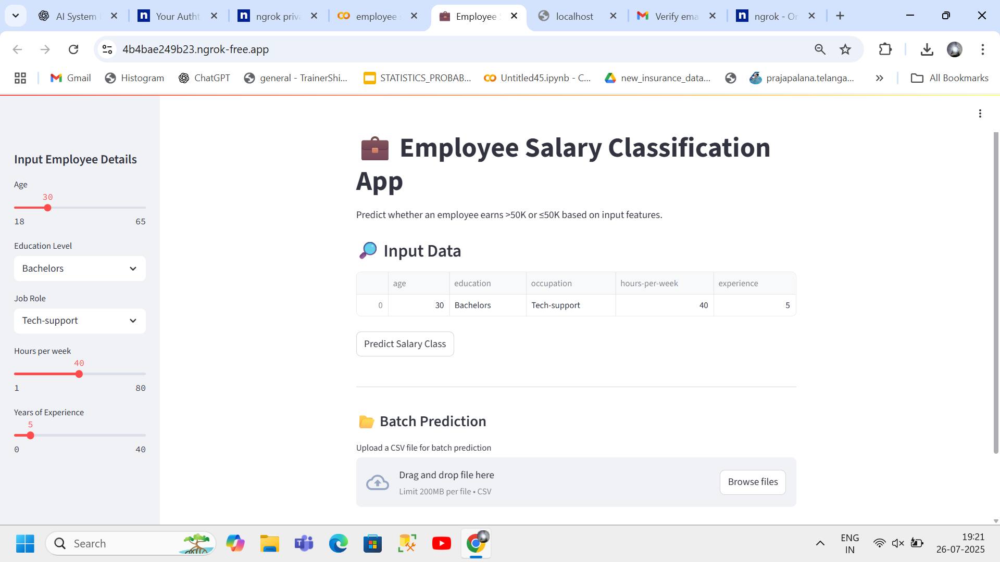 AI System
Your Autht
ngrok priva
employee s
Employee S
localhost
Verify ema
ngrok - On
4b4bae249b23.ngrok-free.app
Gmail
Histogram
ChatGPT
general - TrainerShi...
STATISTICS_PROBAB...
Untitled45.ipynb - C...
new_insurance_data...
prajapalana.telanga...
All Bookmarks
Input Employee Details
Age
30
18 65
Education Level
Bachelors
Job Role
Tech-support
Hours per week
40
1 80
Years of Experience
5
0 40
Employee Salary Classification
App
Predict whether an employee earns >50K or ≤50K based on input features.
Input Data
age education occupation hours-per-week experience
0 30 Bachelors Tech-support 40 5
Predict Salary Class
Batch Prediction
Upload a CSV file for batch prediction
Drag and drop file here
Limit 200MB per file • CSV
Browse files
Search
ENG
IN
19:21
26-07-2025